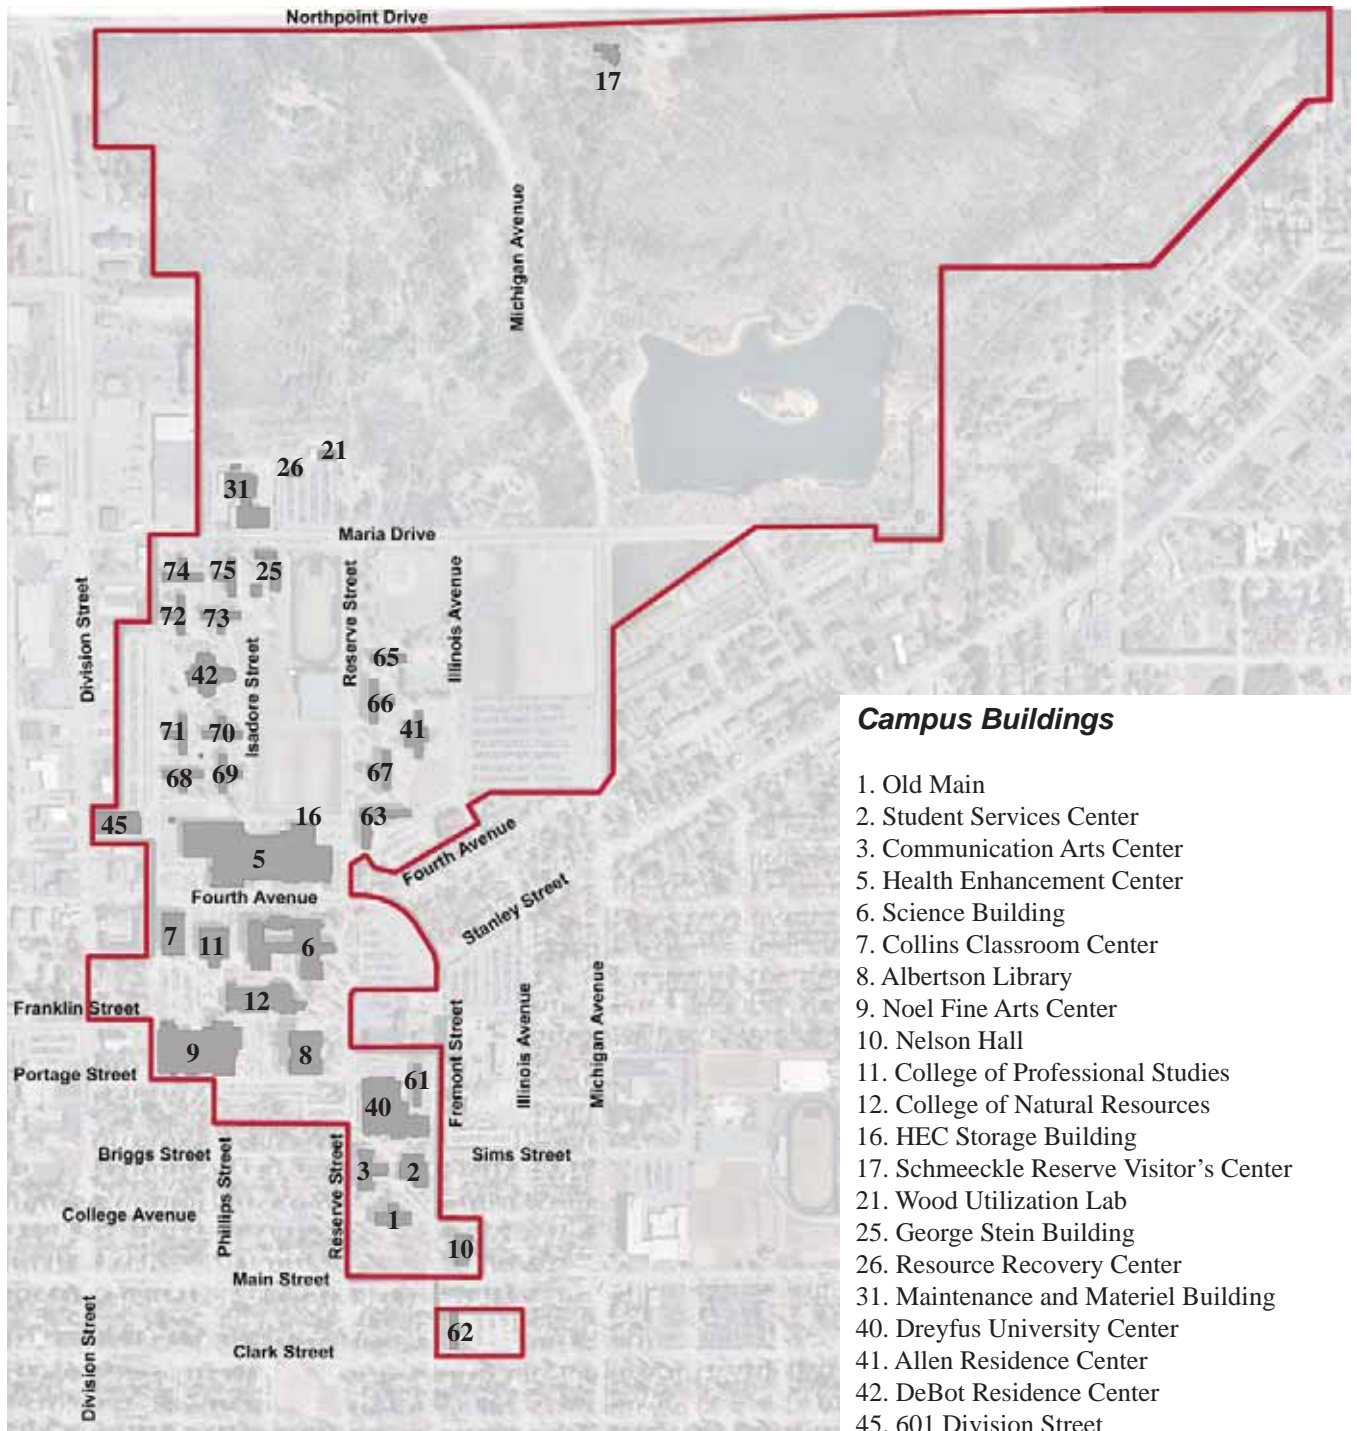 Northpoint Drive
17
Michigan Avenue
21
26
31
Maria Drive
74
75
25
Division Street
Reserve Street
Illinois Avenue
72
73
65
42
Isadore Street
66
71
70
41
68
69
67
45
16
63
5
Fourth Avenue
Fourth Avenue
Stanley Street
7
11
6
12
Franklin Street
9
8
Portage Street
61
40
Fremont Street
Illinois Avenue
Michigan Avenue
Briggs Street
Phillips Street
Reserve Street
3
2
Sims Street
College Avenue
1
10
Main Street
62
Clark Street
Division Street
Campus Buildings
1. Old Main
2. Student Services Center
3. Communication Arts Center
5. Health Enhancement Center
6. Science Building
7. Collins Classroom Center
8. Albertson Library
9. Noel Fine Arts Center
10. Nelson Hall
11. College of Professional Studies
12. College of Natural Resources
16. HEC Storage Building
17. Schmeeckle Reserve Visitor's Center
21. Wood Utilization Lab
25. George Stein Building
26. Resource Recovery Center
31. Maintenance and Materiel Building
40. Dreyfus University Center
41. Allen Residence Center
42. DeBot Residence Center
45. 601 Division Street